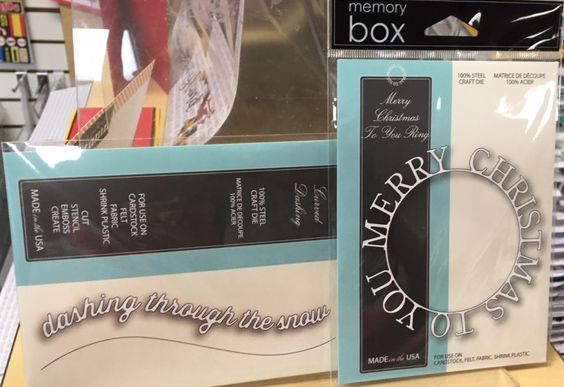 memory
box
Merry
Christmas
To You Ring
100% STEEL
CRAFT DIE
MATRICE DE DÉCOUPE
100% ACIER
MERRY CHRISTMAS TO YOU
MADE in the USA
FOR USE ON
CARDSTOCK, FELT, FABRIC, SHRINK PLASTIC
Curved
Dashing
100% STEEL
CRAFT DIE
MATRICE DE DÉCOUPE
100% ACIER
FOR USE ON
CARDSTOCK
FELT
FABRIC
SHRINK PLASTIC
CUT
STENCIL
EMBOSS
CREATE
MADE in the USA
dashing through the snow